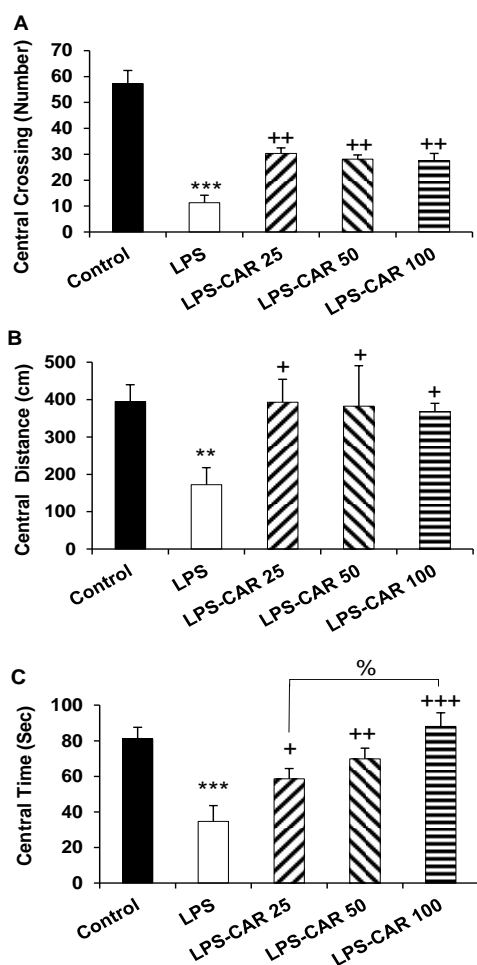 A
Central Crossing (Number)
70
60
50
40
30
20
10
0
***
++
++
++
Control
LPS
LPS-CAR 25
LPS-CAR 50
LPS-CAR 100
B
Central Distance (cm)
500
400
300
200
100
0
**
+
+
+
Control
LPS
LPS-CAR 25
LPS-CAR 50
LPS-CAR 100
C
Central Time (Sec)
100
80
60
40
20
0
%
***
+
++
+++
Control
LPS
LPS-CAR 25
LPS-CAR 50
LPS-CAR 100